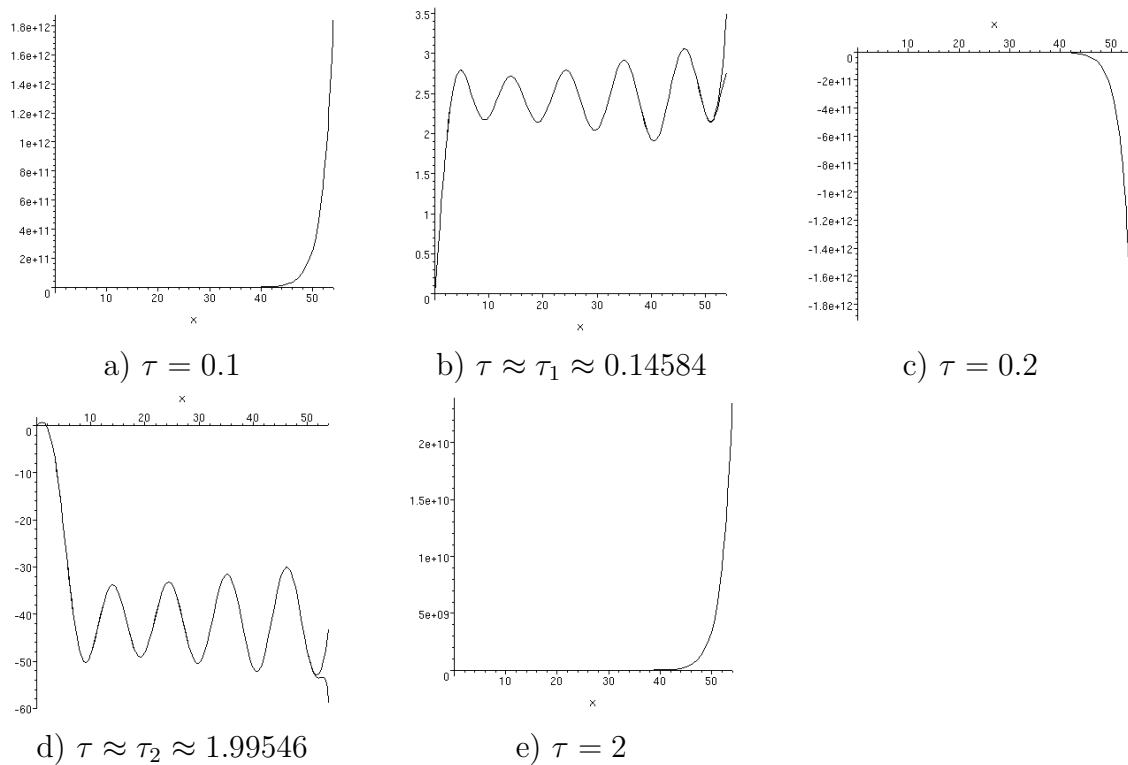 1.8e+12
1.6e+12
1.4e+12
1.2e+12
1e+12
8e+11
6e+11
4e+11
2e+11
0 10 20 30 40 50
x
a) τ = 0.1
3.5
3
2.5
2
1.5
1
0.5
0 10 20 30 40 50
x
b) τ ≈ τ₁ ≈ 0.14584
x
10 20 30 40 50
0
-2e+11
-4e+11
-6e+11
-8e+11
-1e+12
-1.2e+12
-1.4e+12
-1.6e+12
-1.8e+12
c) τ = 0.2
x
10 20 30 40 50
0
-10
-20
-30
-40
-50
-60
d) τ ≈ τ₂ ≈ 1.99546
2e+10
1.5e+10
1e+10
5e+09
0 10 20 30 40 50
x
e) τ = 2